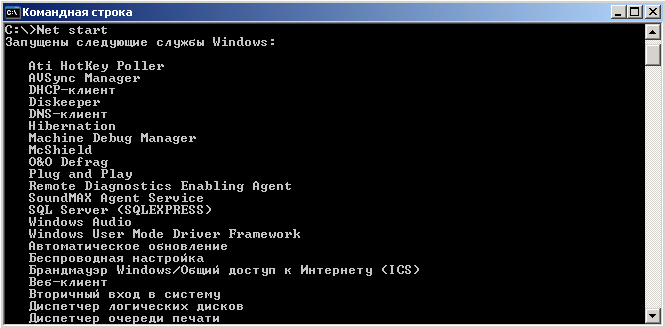 Командная строка
C:\>Net start
Запущены следующие службы Windows:
Ati HotKey Poller
AVSync Manager
DHCP-клиент
Diskeeper
DNS-клиент
Hibernation
Machine Debug Manager
McShield
O&O Defrag
Plug and Play
Remote Diagnostics Enabling Agent
SoundMAX Agent Service
SQL Server (SQLEXPRESS)
Windows Audio
Windows User Mode Driver Framework
Автоматическое обновление
Беспроводная настройка
Брандмауэр Windows/Общий доступ к Интернету (ICS)
Веб-клиент
Вторичный вход в систему
Диспетчер логических дисков
Диспетчер очереди печати